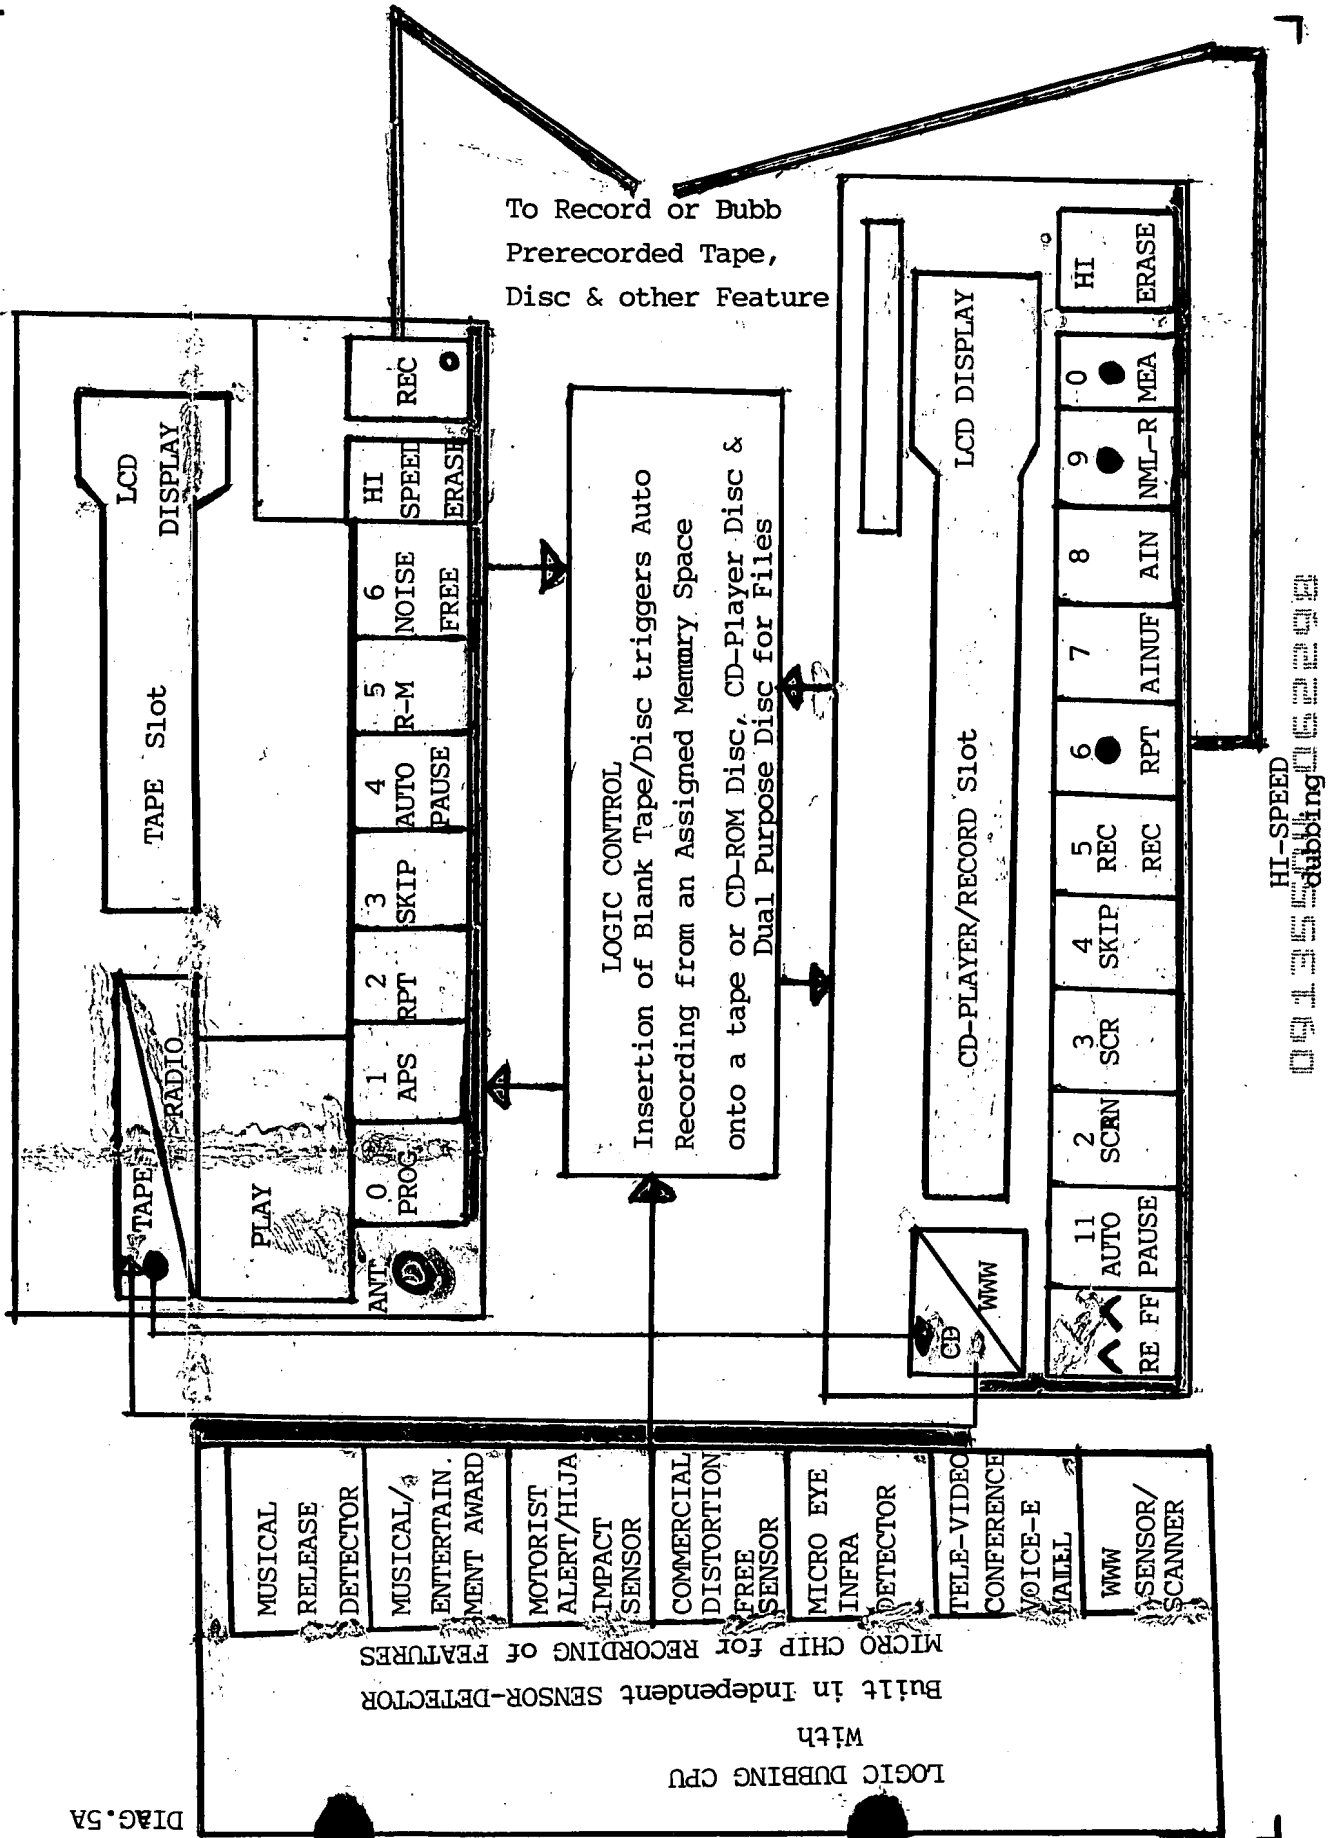 To Record or Bubb
Prerecorded Tape,
Disc & other Feature
LCD
DISPLAY
TAPE Slot
TAPE
RADIO
PLAY
ANT
0
PROG
1
APS
2
RPT
3
SKIP
4
AUTO
PAUSE
5
R-M
6
NOISE
FREE
HI
SPEED
ERASE
REC
LOGIC CONTROL
Insertion of Blank Tape/Disc triggers Auto
Recording from an Assigned Memory Space
onto a tape or CD-ROM Disc, CD-Player Disc &
Dual Purpose Disc for Files
LCD DISPLAY
CD-PLAYER/RECORD Slot
CD
WWW
RE FF
11
AUTO
PAUSE
2
SCRN
3
SCR
4
SKIP
5
REC
REC
6
RPT
7
AINUF
8
AIN
9
NML-R
0
MEA
HI
ERASE
HI-SPEED
dubbing
MUSICAL
RELEASE
DETECTOR
MUSICAL/
ENTERTAIN.
MENT AWARD
MOTORIST
ALERT/HIJA
IMPACT
SENSOR
COMMERCIAL
DISTORTION
FREE
SENSOR
MICRO EYE
INFRA
DETECTOR
TELE-VIDEO
CONFERENCE
VOICE-E
MAIL
WWW
SENSOR/
SCANNER
LOGIC DUBBING CPU
With
Built in Independent SENSOR-DETECTOR
MICRO CHIP for RECORDING of FEATURES
DIAG.5A